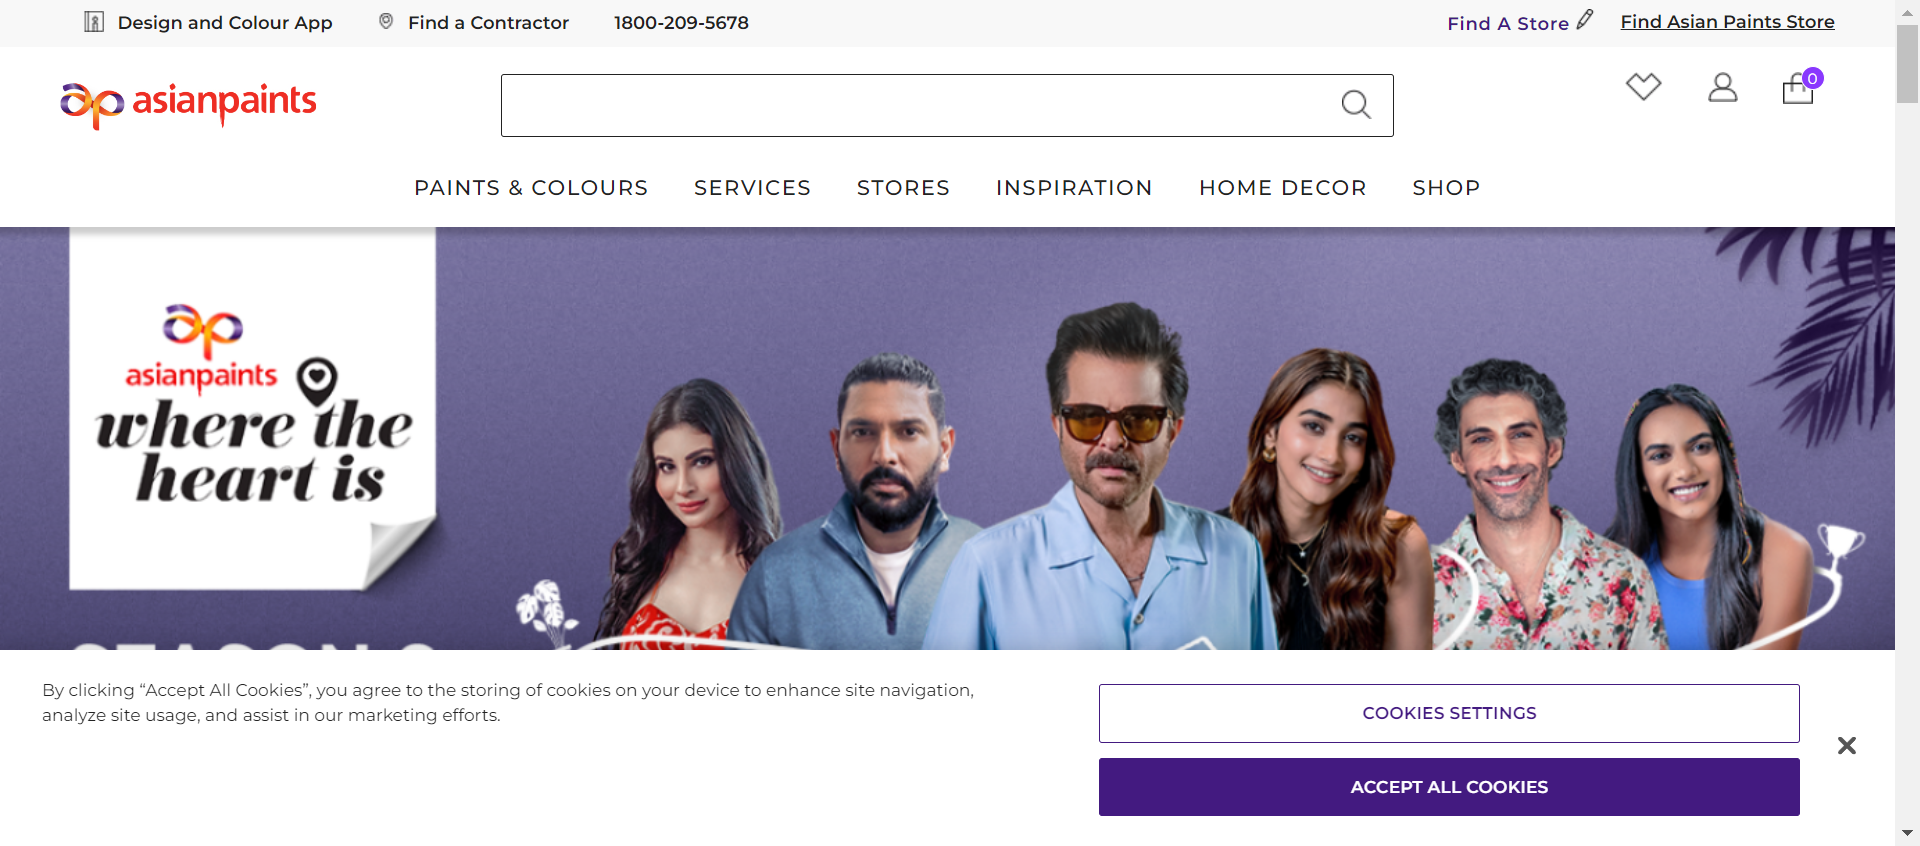 Design and Colour App
Find a Contractor
1800-209-5678
Find A Store
Find Asian Paints Store
asianpaints
0
PAINTS & COLOURS
SERVICES
STORES
INSPIRATION
HOME DECOR
SHOP
asianpaints
where the
heart is
By clicking “Accept All Cookies”, you agree to the storing of cookies on your device to enhance site navigation,
analyze site usage, and assist in our marketing efforts.
COOKIES SETTINGS
ACCEPT ALL COOKIES